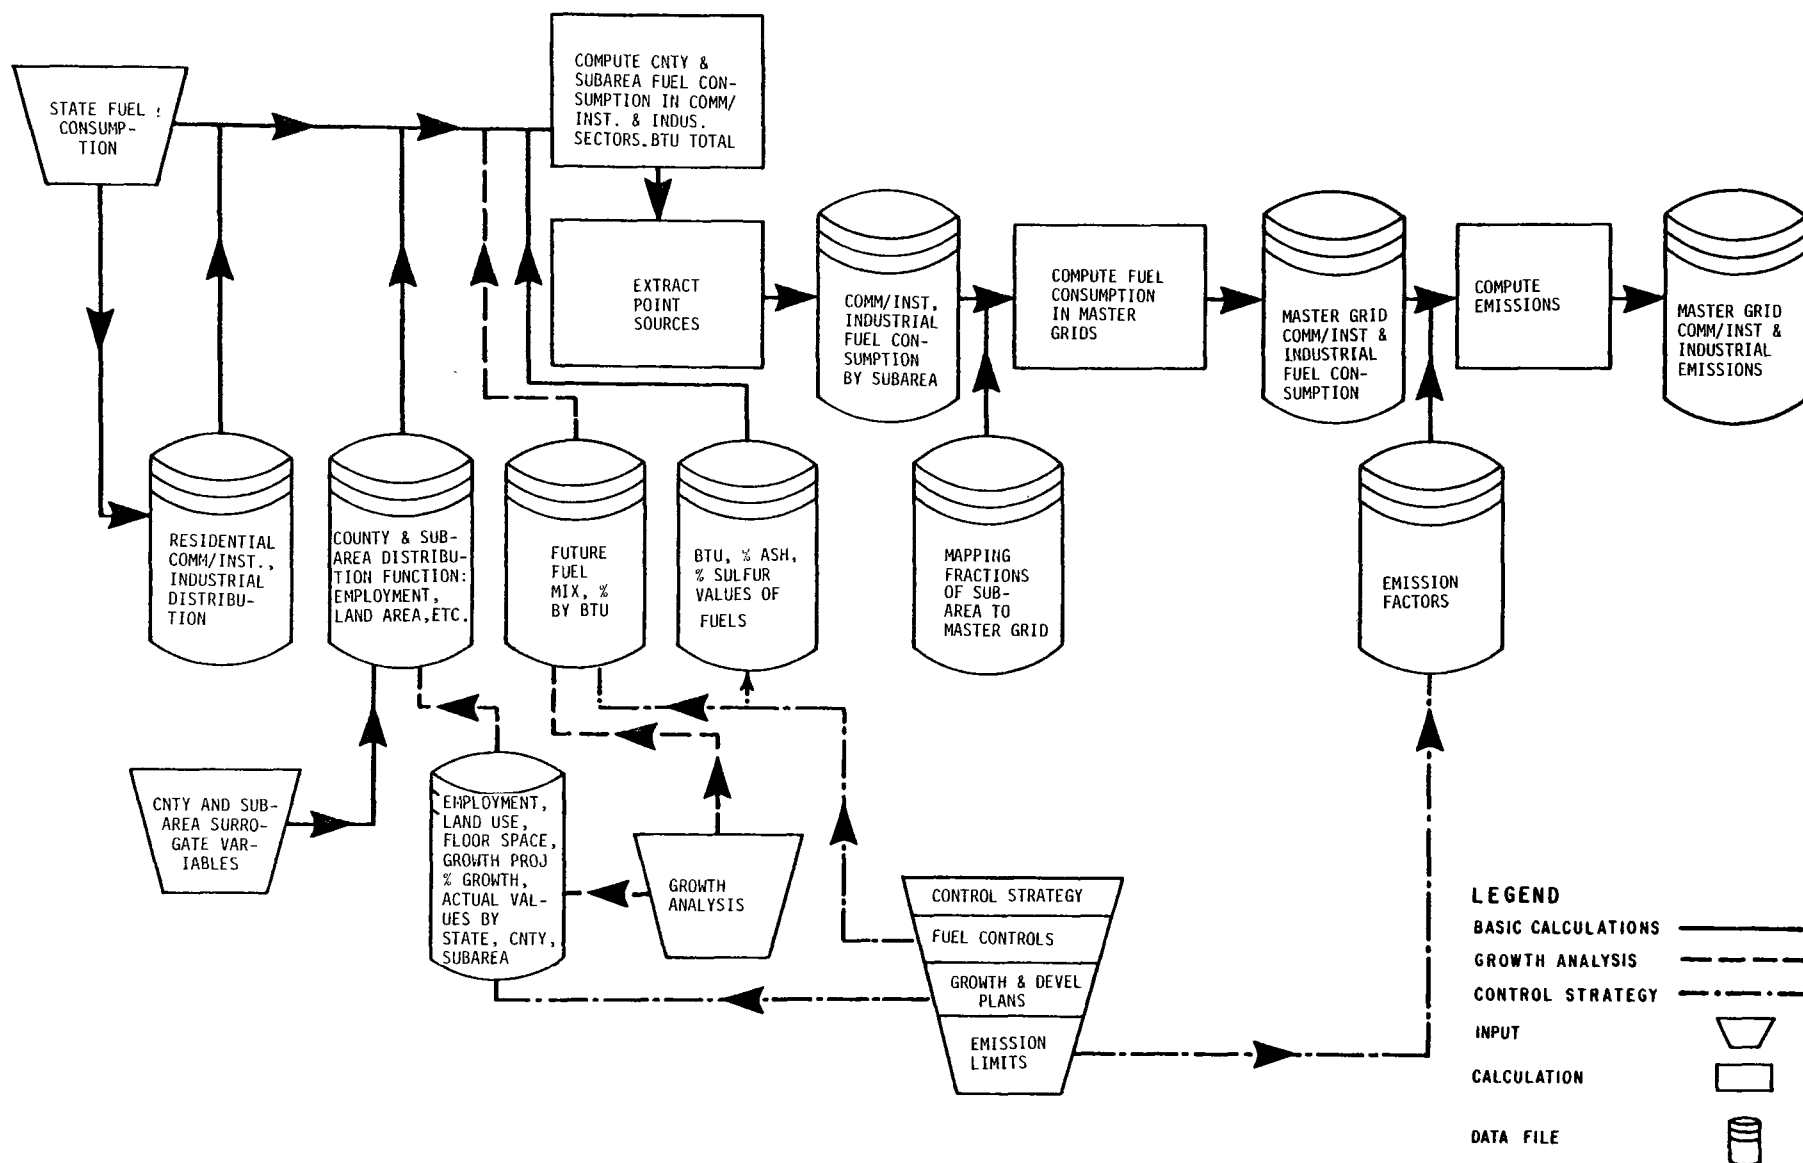 STATE FUEL
CONSUMP-
TION
COMPUTE CNTY &
SUBAREA FUEL CON-
SUMPTION IN COMM/
INST. & INDUS.
SECTORS.BTU TOTAL
EXTRACT
POINT
SOURCES
COMM/INST,
INDUSTRIAL
FUEL CON-
SUMPTION
BY SUBAREA
COMPUTE FUEL
CONSUMPTION
IN MASTER
GRIDS
MASTER GRID
COMM/INST &
INDUSTRIAL
FUEL CON-
SUMPTION
COMPUTE
EMISSIONS
MASTER GRID
COMM/INST &
INDUSTRIAL
EMISSIONS
RESIDENTIAL
COMM/INST.,
INDUSTRIAL
DISTRIBU-
TION
COUNTY & SUB-
AREA DISTRIBU-
TION FUNCTION:
EMPLOYMENT,
LAND AREA,ETC.
FUTURE
FUEL
MIX, %
BY BTU
BTU, % ASH,
% SULFUR
VALUES OF
FUELS
MAPPING
FRACTIONS
OF SUB-
AREA TO
MASTER GRID
EMISSION
FACTORS
CNTY AND SUB-
AREA SURRO-
GATE VAR-
IABLES
EMPLOYMENT,
LAND USE,
FLOOR SPACE,
GROWTH PROJ
% GROWTH,
ACTUAL VAL-
UES BY
STATE, CNTY,
SUBAREA
GROWTH
ANALYSIS
CONTROL STRATEGY
FUEL CONTROLS
GROWTH & DEVEL
PLANS
EMISSION
LIMITS
LEGEND
BASIC CALCULATIONS
GROWTH ANALYSIS
CONTROL STRATEGY
INPUT
CALCULATION
DATA FILE